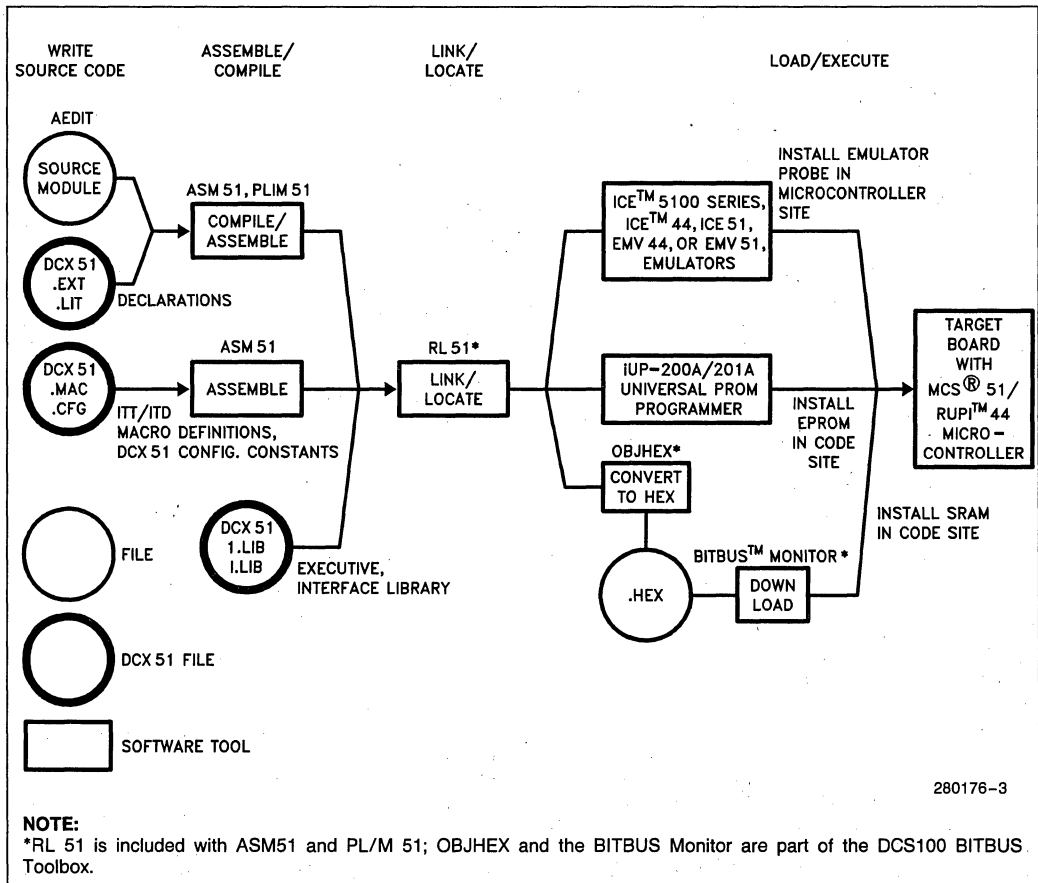 WRITE
SOURCE CODE
ASSEMBLE/
COMPILE
LINK/
LOCATE
LOAD/EXECUTE
AEDIT
SOURCE
MODULE
DCX 51
.EXT
.LIT
DECLARATIONS
ASM 51, PLIM 51
COMPILE/
ASSEMBLE
DCX 51
.MAC
.CFG
ITT/ITD
MACRO DEFINITIONS,
DCX 51 CONFIG. CONSTANTS
ASM 51
ASSEMBLE
DCX 51
1.LIB
I.LIB
EXECUTIVE,
INTERFACE LIBRARY
RL 51*
LINK/
LOCATE
ICE™ 5100 SERIES,
ICE™ 44, ICE 51,
EMV 44, OR EMV 51,
EMULATORS
INSTALL EMULATOR
PROBE IN
MICROCONTROLLER
SITE
iUP-200A/201A
UNIVERSAL PROM
PROGRAMMER
INSTALL
EPROM
IN CODE
SITE
OBJHEX*
CONVERT
TO HEX
.HEX
BITBUS™ MONITOR*
DOWN
LOAD
INSTALL SRAM
IN CODE SITE
TARGET
BOARD
WITH
MCS® 51/
RUPI™ 44
MICRO-
CONTROLLER
FILE
DCX 51 FILE
SOFTWARE TOOL
280176-3
NOTE:
*RL 51 is included with ASM51 and PL/M 51; OBJHEX and the BITBUS Monitor are part of the DCS100 BITBUS
Toolbox.